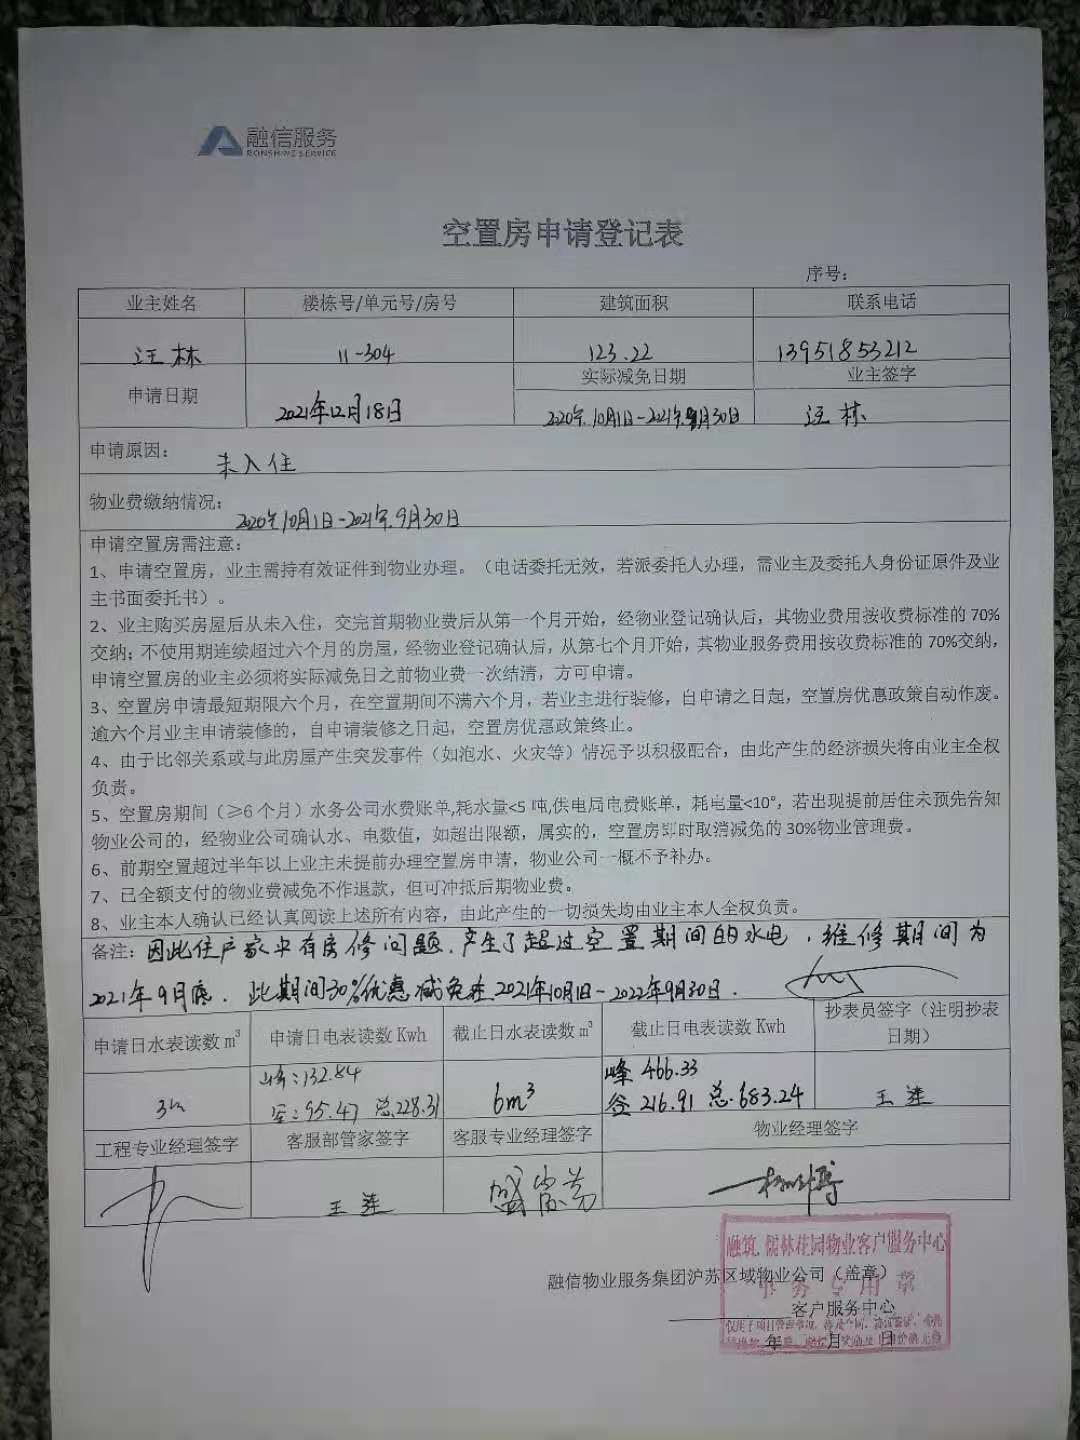 融信服务
RONSHINE SERVICE
空置房申请登记表
序号：
业主姓名 楼栋号/单元号/房号 建筑面积 联系电话
汪林 11-304 123.22 13951853212
申请日期 2021年12月18日 实际减免日期 业主签字
2020年10月1日-2021年9月30日 汪林
申请原因： 未入住
物业费缴纳情况： 2020年10月1日-2021年9月30日
申请空置房需注意：
1、申请空置房，业主需持有效证件到物业办理。（电话委托无效，若派委托人办理，需业主及委托人身份证原件及业
主书面委托书）。
2、业主购买房屋后从未入住，交完首期物业费后从第一个月开始，经物业登记确认后，其物业费用按收费标准的70%
交纳；不使用期连续超过六个月的房屋，经物业登记确认后，从第七个月开始，其物业服务费用按收费标准的70%交纳，
申请空置房的业主必须将实际减免日之前物业费一次结清，方可申请。
3、空置房申请最短期限六个月，在空置期间不满六个月，若业主进行装修，自申请之日起，空置房优惠政策自动作废。
逾六个月业主申请装修的，自申请装修之日起，空置房优惠政策终止。
4、由于比邻关系或与此房屋产生突发事件（如泡水、火灾等）情况予以积极配合，由此产生的经济损失将由业主全权
负责。
5、空置房期间（≥6个月）水务公司水费账单,耗水量<5 吨,供电局电费账单，耗电量<10°，若出现提前居住未预先告知
物业公司的，经物业公司确认水、电数值，如超出限额，属实的，空置房即时取消减免的30%物业管理费。
6、前期空置超过半年以上业主未提前办理空置房申请，物业公司一概不予补办。
7、已全额支付的物业费减免不作退款，但可冲抵后期物业费。
8、业主本人确认已经认真阅读上述所有内容，由此产生的一切损失均由业主本人全权负责。
备注：因此住户家中有房修问题，产生了超过空置期间的水电，维修期间为
2021年9月底，此期间30%优惠减免在2021年10月1日-2022年9月30日.
申请日水表读数m³ 申请日电表读数Kwh 截止日水表读数m³ 截止日电表读数Kwh 抄表员签字（注明抄表
日期）
峰：132.84 峰 466.33
95.47 总228.31 6m³ 谷 216.91 总.683.24 王莲
工程专业经理签字 客服部管家签字 客服专业经理签字 物业经理签字
王莲
融筑.儒林花园物业客户服务中心
融信物业服务集团沪苏区域物业公司（盖章）
业务专用章
客户服务中心
年 月 日